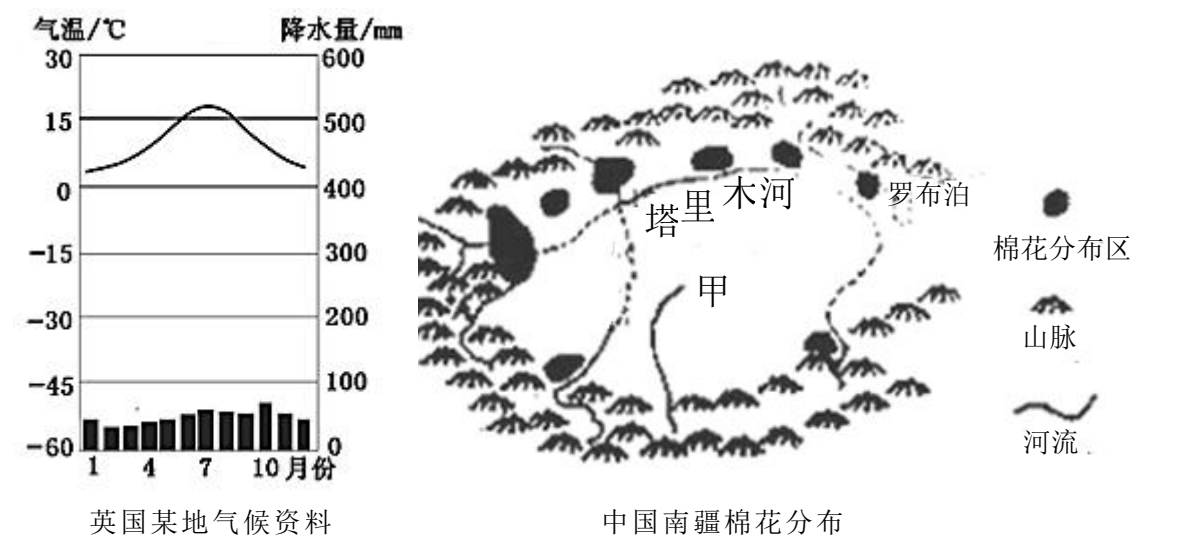 气温/℃
降水量/mm
30
15
0
-15
-30
-45
-60
600
500
400
300
200
100
0
1 4 7 10 月份
英国某地气候资料
塔里木河
罗布泊
甲
棉花分布区
山脉
河流
中国南疆棉花分布